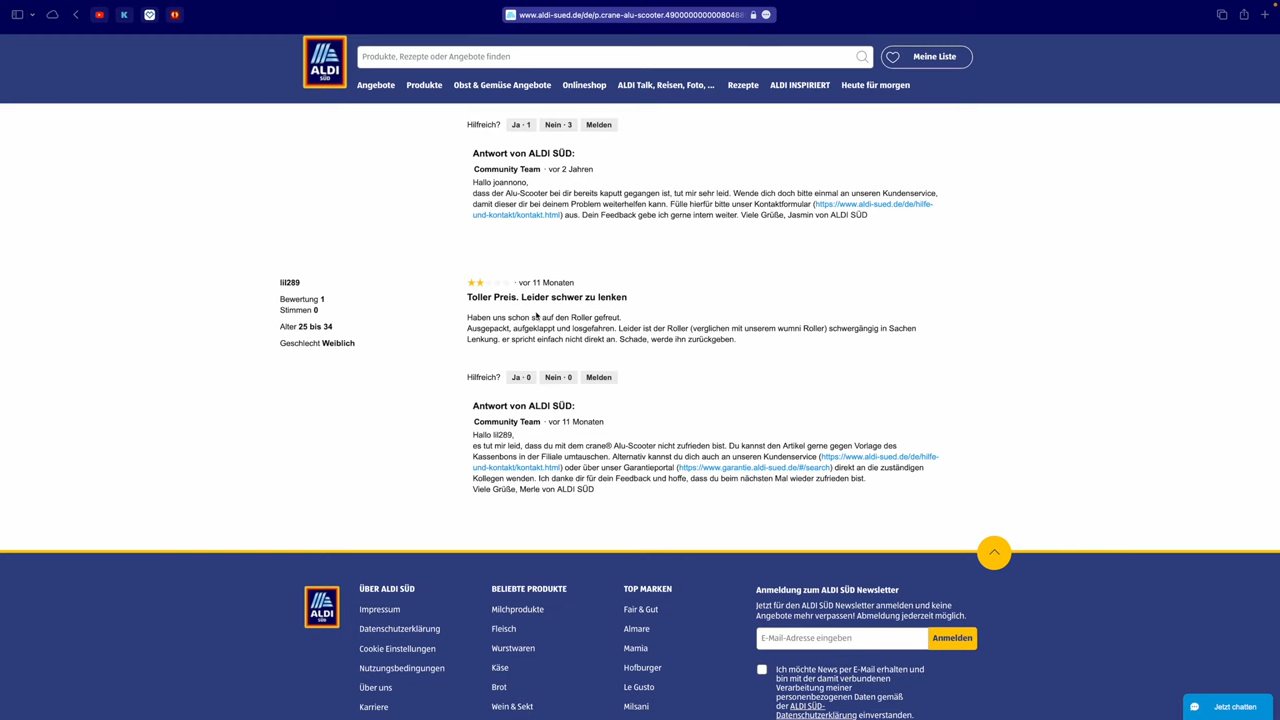 www.aldi-sued.de/de/p.crane-alu-scooter.490000000000080488
ALDI
SÜD
Produkte, Rezepte oder Angebote finden
Meine Liste
Angebote Produkte Obst & Gemüse Angebote Onlineshop ALDI Talk, Reisen, Foto, ... Rezepte ALDI INSPIRIERT Heute für morgen
Hilfreich? Ja · 1 Nein · 3 Melden
Antwort von ALDI SÜD:
Community Team · vor 2 Jahren
Hallo joannono,
dass der Alu-Scooter bei dir bereits kaputt gegangen ist, tut mir sehr leid. Wende dich doch bitte einmal an unseren Kundenservice,
damit dieser dir bei deinem Problem weiterhelfen kann. Fülle hierfür bitte unser Kontaktformular (https://www.aldi-sued.de/de/hilfe-
und-kontakt/kontakt.html) aus. Dein Feedback gebe ich gerne intern weiter. Viele Grüße, Jasmin von ALDI SÜD
lil289
Bewertung 1
Stimmen 0
Alter 25 bis 34
Geschlecht Weiblich
· vor 11 Monaten
Toller Preis. Leider schwer zu lenken
Haben uns schon so auf den Roller gefreut.
Ausgepackt, aufgeklappt und losgefahren. Leider ist der Roller (verglichen mit unserem wumni Roller) schwergängig in Sachen
Lenkung. er spricht einfach nicht direkt an. Schade, werde ihn zurückgeben.
Hilfreich? Ja · 0 Nein · 0 Melden
Antwort von ALDI SÜD:
Community Team · vor 11 Monaten
Hallo lil289,
es tut mir leid, dass du mit dem crane® Alu-Scooter nicht zufrieden bist. Du kannst den Artikel gerne gegen Vorlage des
Kassenbons in der Filiale umtauschen. Alternativ kannst du dich auch an unseren Kundenservice (https://www.aldi-sued.de/de/hilfe-
und-kontakt/kontakt.html) oder über unser Garantieportal (https://www.garantie.aldi-sued.de/#/search) direkt an die zuständigen
Kollegen wenden. Ich danke dir für dein Feedback und hoffe, dass du beim nächsten Mal wieder zufrieden bist.
Viele Grüße, Merle von ALDI SÜD
ALDI
SÜD
ÜBER ALDI SÜD
Impressum
Datenschutzerklärung
Cookie Einstellungen
Nutzungsbedingungen
Über uns
Karriere
BELIEBTE PRODUKTE
Milchprodukte
Fleisch
Wurstwaren
Käse
Brot
Wein & Sekt
TOP MARKEN
Fair & Gut
Almare
Mamia
Hofburger
Le Gusto
Milsani
Anmeldung zum ALDI SÜD Newsletter
Jetzt für den ALDI SÜD Newsletter anmelden und keine
Angebote mehr verpassen! Abmeldung jederzeit möglich.
E-Mail-Adresse eingeben Anmelden
Ich möchte News per E-Mail erhalten und
bin mit der damit verbundenen
Verarbeitung meiner
personenbezogenen Daten gemäß
der ALDI SÜD-
Datenschutzerklärung einverstanden.
Jetzt chatten